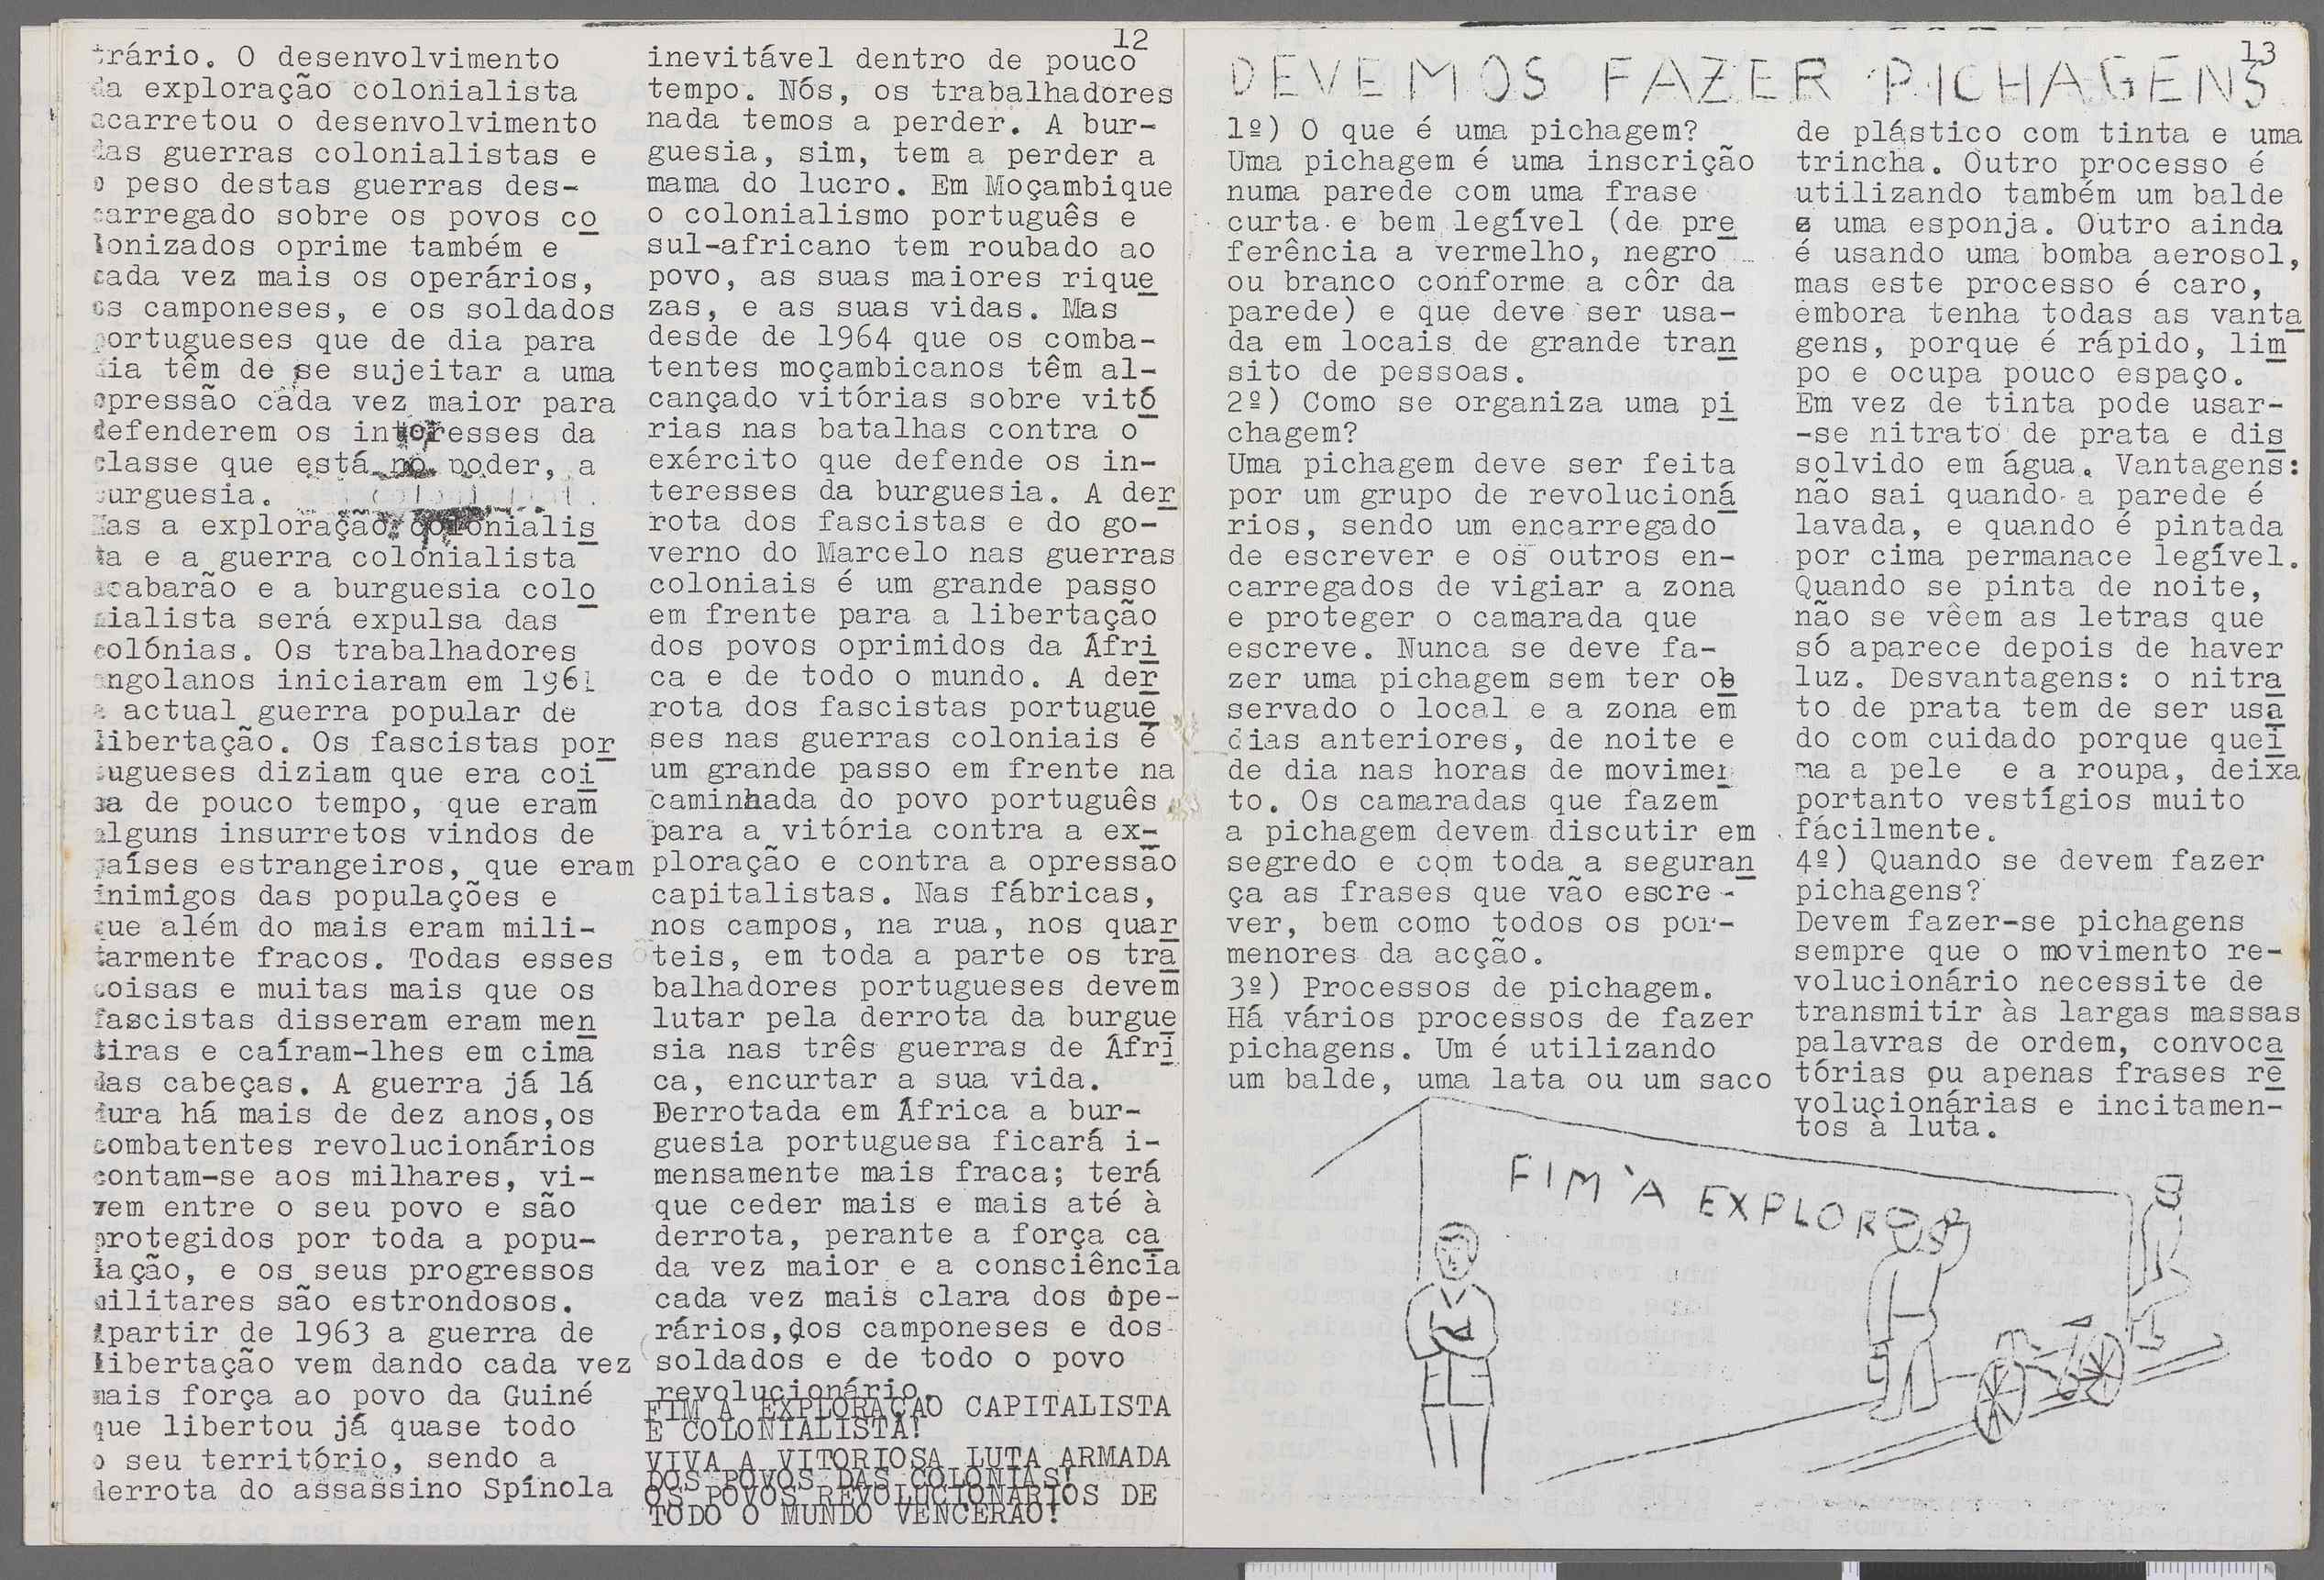 12
trário. O desenvolvimento
da exploração colonialista
acarretou o desenvolvimento
das guerras colonialistas e
o peso destas guerras des-
carregado sobre os povos co
lonizados oprime também e
cada vez mais os operários,
os camponeses, e os soldados
portugueses que de dia para
dia têm de se sujeitar a uma
opressão cada vez maior para
defenderem os interesses da
classe que está no poder, a
burguesia.
Mas a exploração colonialis
ta e a guerra colonialista
acabarão e a burguesia colo
nialista será expulsa das
colónias. Os trabalhadores
angolanos iniciaram em 1961
a actual guerra popular de
libertação. Os fascistas por
tugueses diziam que era coi
sa de pouco tempo, que eram
alguns insurretos vindos de
países estrangeiros, que eram
inimigos das populações e
que além do mais eram mili-
tarmente fracos. Todas esses
coisas e muitas mais que os
fascistas disseram eram men
tiras e caíram-lhes em cima
das cabeças. A guerra já lá
dura há mais de dez anos,os
combatentes revolucionários
contam-se aos milhares, vi-
vem entre o seu povo e são
protegidos por toda a popu-
lação, e os seus progressos
militares são estrondosos.
Apartir de 1963 a guerra de
libertação vem dando cada vez
mais força ao povo da Guiné
que libertou já quase todo
o seu território, sendo a
derrota do assassino Spínola
inevitável dentro de pouco
tempo. Nós, os trabalhadores
nada temos a perder. A bur-
guesia, sim, tem a perder a
mama do lucro. Em Moçambique
o colonialismo português e
sul-africano tem roubado ao
povo, as suas maiores rique
zas, e as suas vidas. Mas
desde de 1964 que os comba-
tentes moçambicanos têm al-
cançado vitórias sobre vitó
rias nas batalhas contra o
exército que defende os in-
teresses da burguesia. A der
rota dos fascistas e do go-
verno do Marcelo nas guerras
coloniais é um grande passo
em frente para a libertação
dos povos oprimidos da Áfri
ca e de todo o mundo. A der
rota dos fascistas portugue
ses nas guerras coloniais é
um grande passo em frente na
caminhada do povo português
para a vitória contra a ex-
ploração e contra a opressão
capitalistas. Nas fábricas,
nos campos, na rua, nos quar
teis, em toda a parte os tra
balhadores portugueses devem
lutar pela derrota da burgue
sia nas três guerras de Áfri
ca, encurtar a sua vida.
Derrotada em África a bur-
guesia portuguesa ficará i-
mensamente mais fraca; terá
que ceder mais e mais até à
derrota, perante a força ca
da vez maior e a consciência
cada vez mais clara dos ope-
rários,dos camponeses e dos
soldados e de todo o povo
revolucionário.
FIM À EXPLORAÇÃO CAPITALISTA
E COLONIALISTA!
VIVA A VITORIOSA LUTA ARMADA
DOS POVOS DAS COLONIAS!
OS POVOS REVOLUCIONÁRIOS DE
TODO O MUNDO VENCERÃO!
13
DEVEMOS FAZER PICHAGENS
1º) O que é uma pichagem?
Uma pichagem é uma inscrição
numa parede com uma frase
curta e bem legível (de pre
ferência a vermelho, negro
ou branco conforme a côr da
parede) e que deve ser usa-
da em locais de grande tran
sito de pessoas.
2º) Como se organiza uma pi
chagem?
Uma pichagem deve ser feita
por um grupo de revolucioná
rios, sendo um encarregado
de escrever e os outros en-
carregados de vigiar a zona
e proteger o camarada que
escreve. Nunca se deve fa-
zer uma pichagem sem ter ob
servado o local e a zona em
dias anteriores, de noite e
de dia nas horas de movimen
to. Os camaradas que fazem
a pichagem devem discutir em
segredo e com toda a seguran
ça as frases que vão escre-
ver, bem como todos os por-
menores da acção.
3º) Processos de pichagem.
Há vários processos de fazer
pichagens. Um é utilizando
um balde, uma lata ou um saco
de plástico com tinta e uma
trincha. Outro processo é
utilizando também um balde
e uma esponja. Outro ainda
é usando uma bomba aerosol,
mas este processo é caro,
embora tenha todas as vanta
gens, porque é rápido, lim
po e ocupa pouco espaço.
Em vez de tinta pode usar-
-se nitrato de prata e dis
solvido em água. Vantagens:
não sai quando a parede é
lavada, e quando é pintada
por cima permanace legível.
Quando se pinta de noite,
não se vêem as letras que
só aparece depois de haver
luz. Desvantagens: o nitra
to de prata tem de ser usa
do com cuidado porque quei
ma a pele e a roupa, deixa
portanto vestígios muito
fácilmente.
4º) Quando se devem fazer
pichagens?
Devem fazer-se pichagens
sempre que o movimento re-
volucionário necessite de
transmitir às largas massas
palavras de ordem, convoca
tórias ou apenas frases re
volucionárias e incitamen-
tos à luta.
FIM À EXPLOR